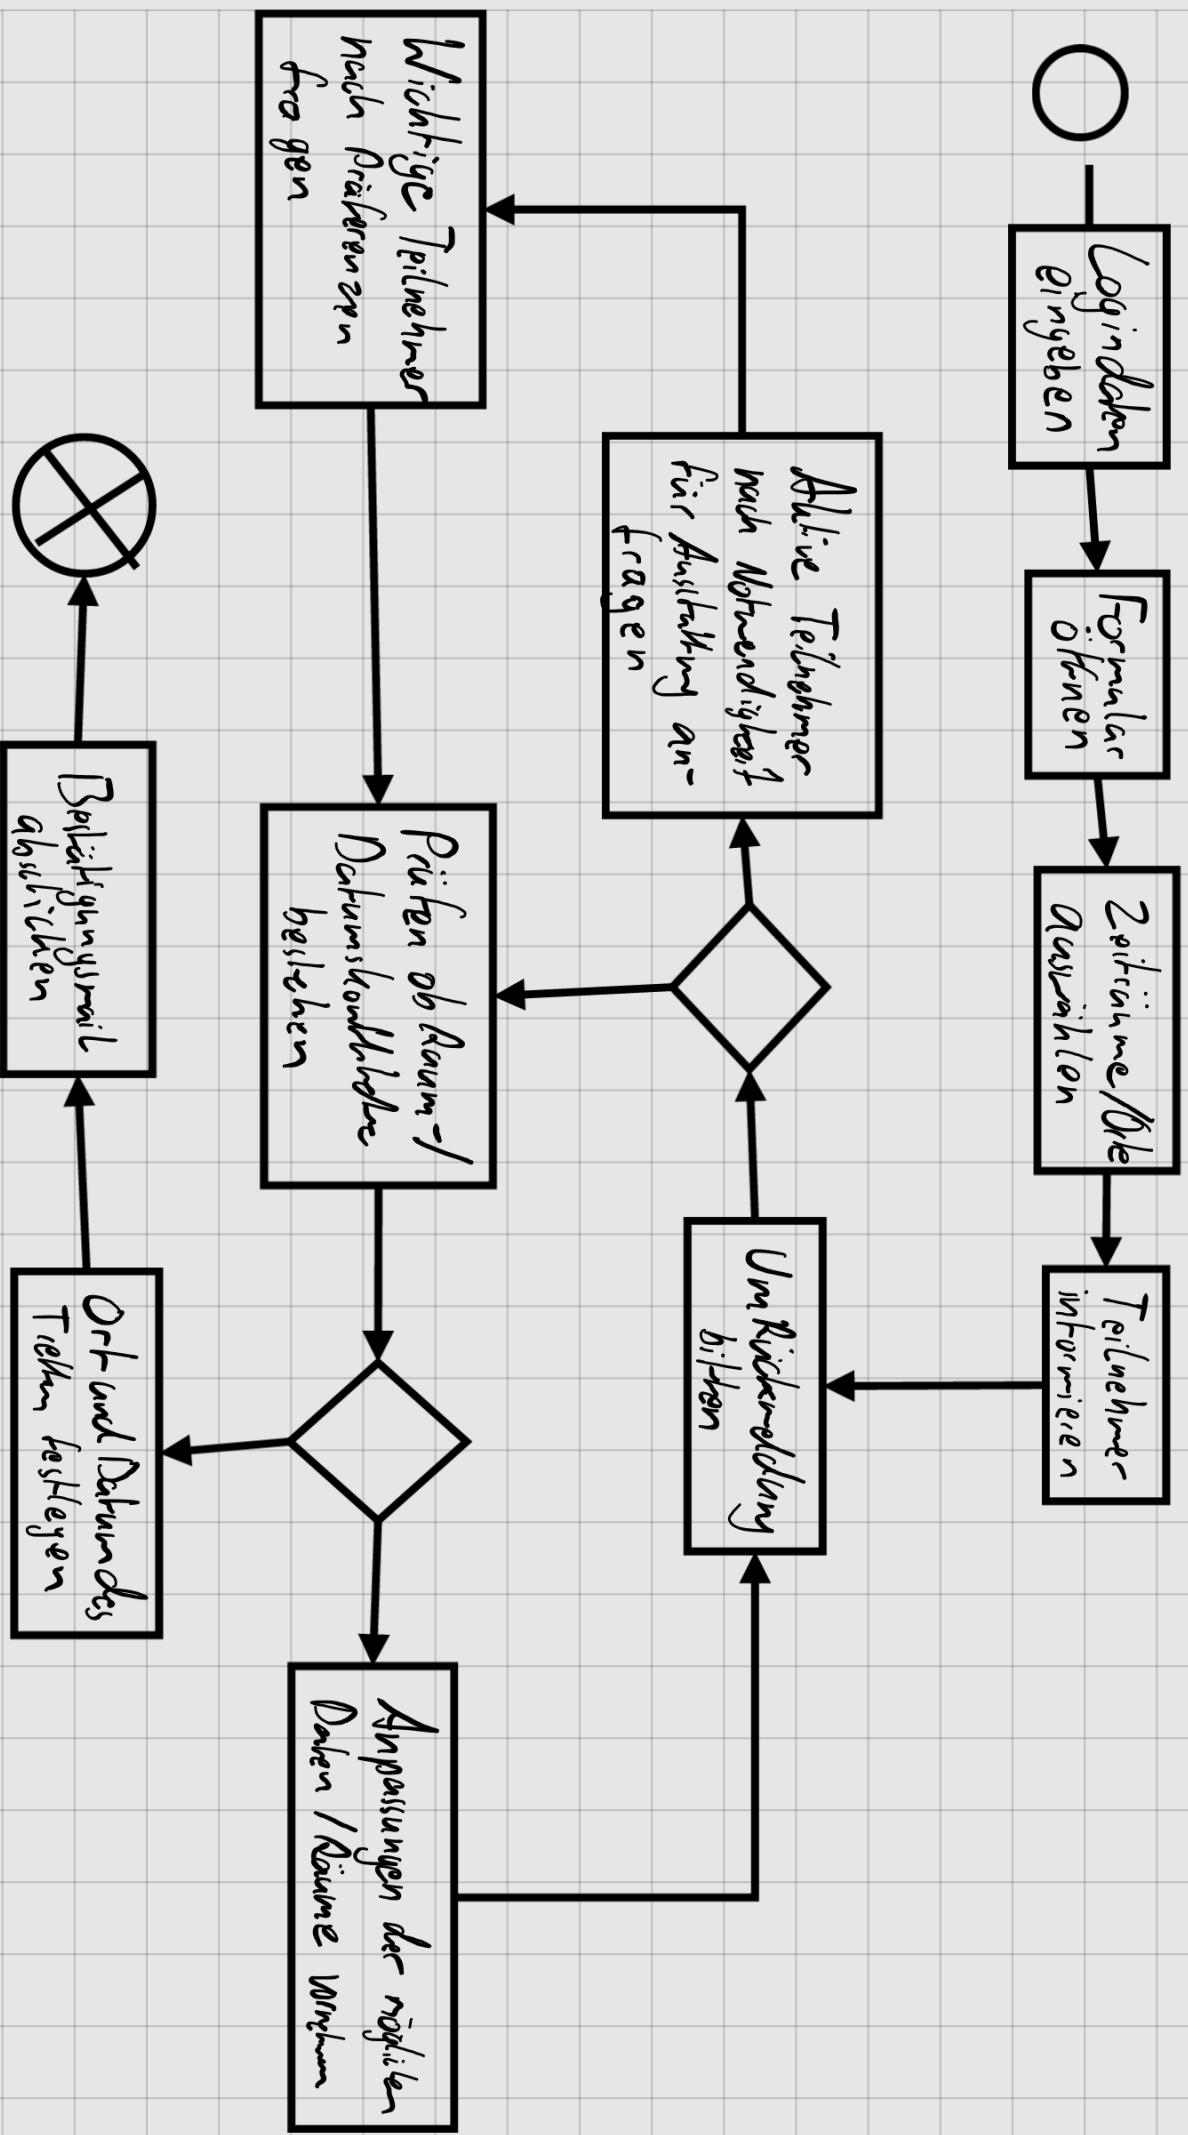 Logindaten
eingeben
Formular
öffnen
Zeiträume/Orte
auswählen
Teilnehmer
informieren
Um Rückmeldung
bitten
Aktive Teilnehmer
nach Notwendigkeit
für Ausstattung an-
fragen
Wichtige Teilnehmer
nach Präferenzen
fragen
Prüfen ob Raum-/
Datumskonflikte
bestehen
Anpassungen der möglichen
Daten / Räume vornehmen
Ort und Datum des
Treffen festlegen
Bestätigungsmail
abschicken